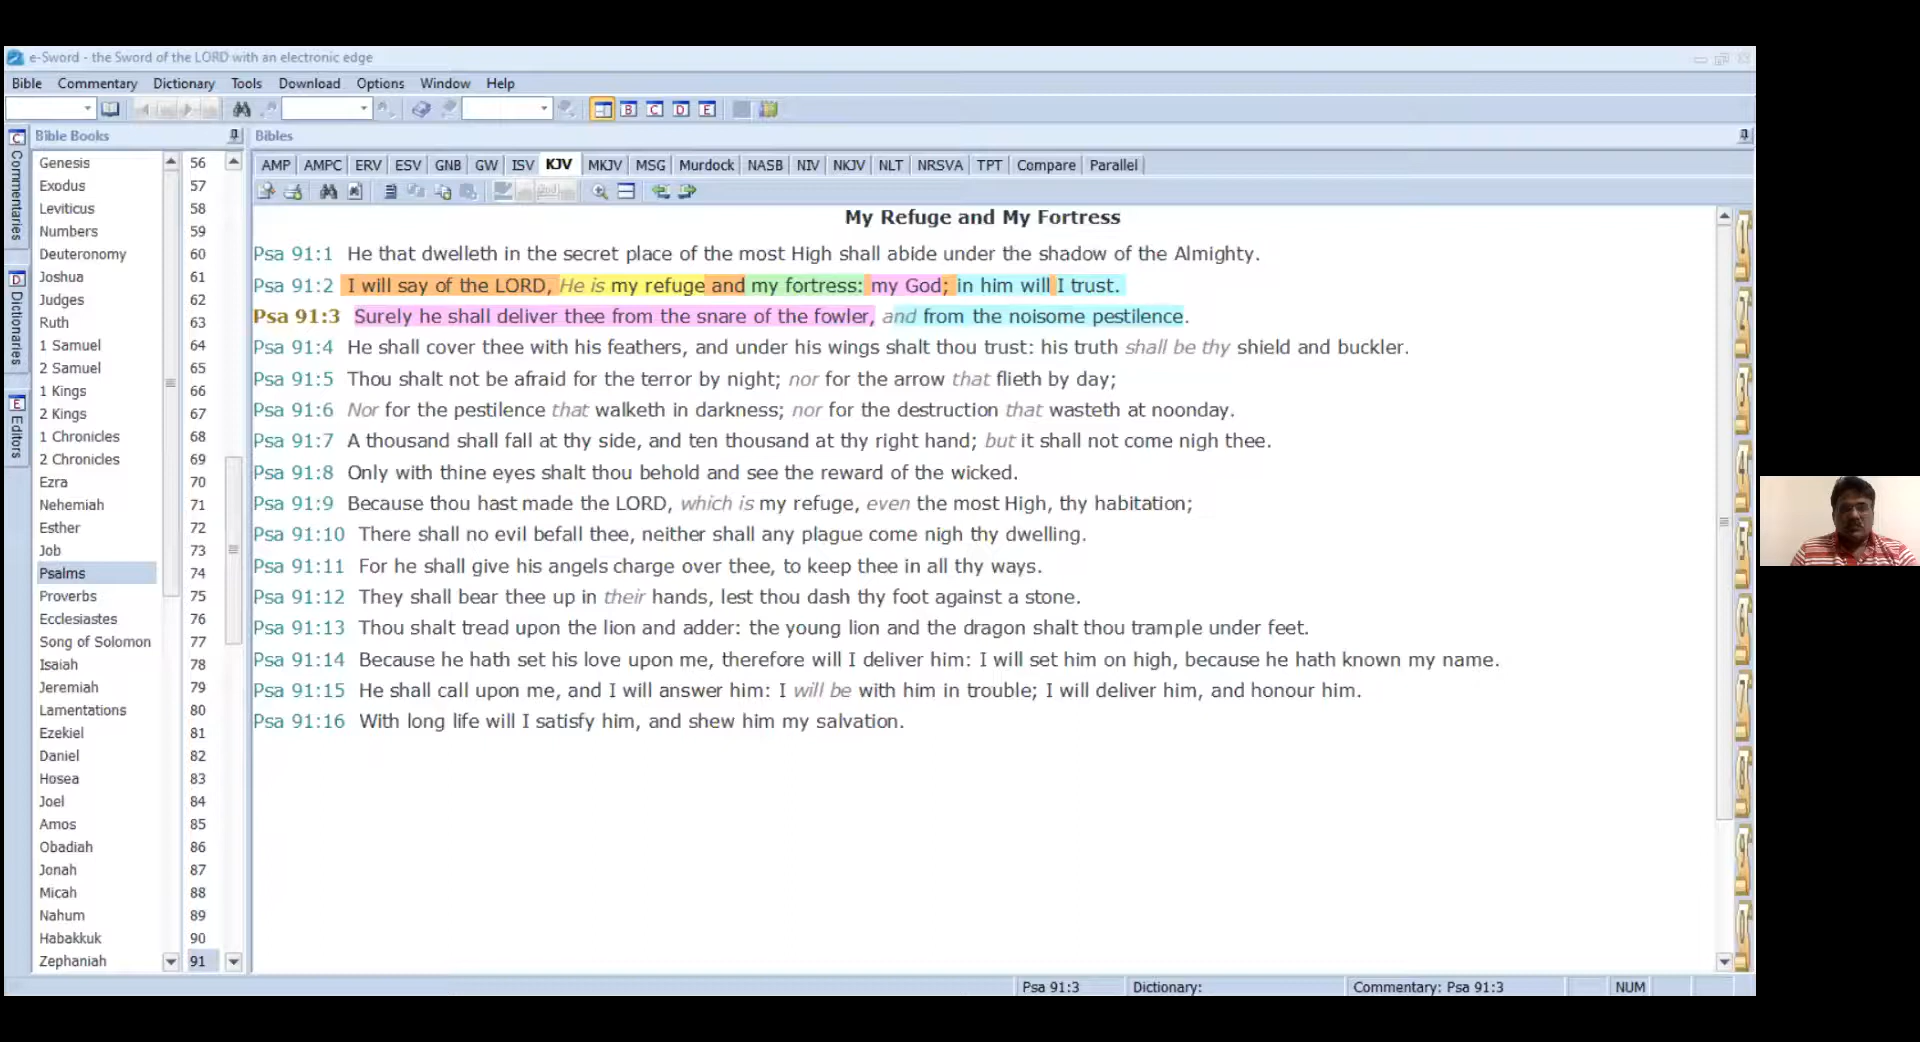 e-Sword - the Sword of the LORD with an electronic edge
Bible Commentary Dictionary Tools Download Options Window Help
B C D E
Bible Books
Bibles
C Commentaries
D Dictionaries
E Editors
Genesis 56
Exodus 57
Leviticus 58
Numbers 59
Deuteronomy 60
Joshua 61
Judges 62
Ruth 63
1 Samuel 64
2 Samuel 65
1 Kings 66
2 Kings 67
1 Chronicles 68
2 Chronicles 69
Ezra 70
Nehemiah 71
Esther 72
Job 73
Psalms 74
Proverbs 75
Ecclesiastes 76
Song of Solomon 77
Isaiah 78
Jeremiah 79
Lamentations 80
Ezekiel 81
Daniel 82
Hosea 83
Joel 84
Amos 85
Obadiah 86
Jonah 87
Micah 88
Nahum 89
Habakkuk 90
Zephaniah 91
AMP AMPC ERV ESV GNB GW ISV KJV MKJV MSG Murdock NASB NIV NKJV NLT NRSVA TPT Compare Parallel
My Refuge and My Fortress
Psa 91:1 He that dwelleth in the secret place of the most High shall abide under the shadow of the Almighty.
Psa 91:2 I will say of the LORD, He is my refuge and my fortress: my God; in him will I trust.
Psa 91:3 Surely he shall deliver thee from the snare of the fowler, and from the noisome pestilence.
Psa 91:4 He shall cover thee with his feathers, and under his wings shalt thou trust: his truth shall be thy shield and buckler.
Psa 91:5 Thou shalt not be afraid for the terror by night; nor for the arrow that flieth by day;
Psa 91:6 Nor for the pestilence that walketh in darkness; nor for the destruction that wasteth at noonday.
Psa 91:7 A thousand shall fall at thy side, and ten thousand at thy right hand; but it shall not come nigh thee.
Psa 91:8 Only with thine eyes shalt thou behold and see the reward of the wicked.
Psa 91:9 Because thou hast made the LORD, which is my refuge, even the most High, thy habitation;
Psa 91:10 There shall no evil befall thee, neither shall any plague come nigh thy dwelling.
Psa 91:11 For he shall give his angels charge over thee, to keep thee in all thy ways.
Psa 91:12 They shall bear thee up in their hands, lest thou dash thy foot against a stone.
Psa 91:13 Thou shalt tread upon the lion and adder: the young lion and the dragon shalt thou trample under feet.
Psa 91:14 Because he hath set his love upon me, therefore will I deliver him: I will set him on high, because he hath known my name.
Psa 91:15 He shall call upon me, and I will answer him: I will be with him in trouble; I will deliver him, and honour him.
Psa 91:16 With long life will I satisfy him, and shew him my salvation.
1
2
3
4
5
6
7
8
9
0
Psa 91:3 Dictionary: Commentary: Psa 91:3 NUM